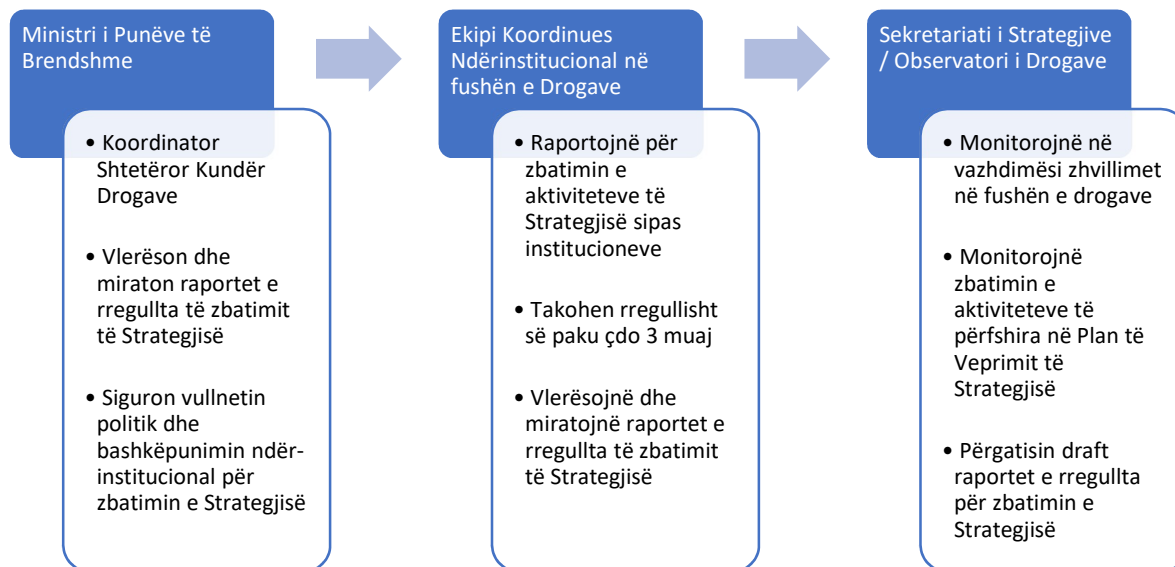 Ministri i Punëve të
Brendshme
• Koordinator
Shtetëror Kundër
Drogave
• Vlerëson dhe
miraton raportet e
rregullta të zbatimit
të Strategjisë
• Siguron vullnetin
politik dhe
bashkëpunimin ndër-
institucional për
zbatimin e Strategjisë
Ekipi Koordinues
Ndërinstitucional në
fushën e Drogave
• Raportojnë për
zbatimin e
aktiviteteve të
Strategjisë sipas
institucioneve
• Takohen rregullisht
së paku çdo 3 muaj
• Vlerësojnë dhe
miratojnë raportet e
rregullta të zbatimit
të Strategjisë
Sekretariati i Strategjive
/ Observatori i Drogave
• Monitorojnë në
vazhdimësi zhvillimet
në fushën e drogave
• Monitorojnë
zbatimin e
aktiviteteve të
përfshira në Plan të
Veprimit të
Strategjisë
• Përgatisin draft
raportet e rregullta
për zbatimin e
Strategjisë